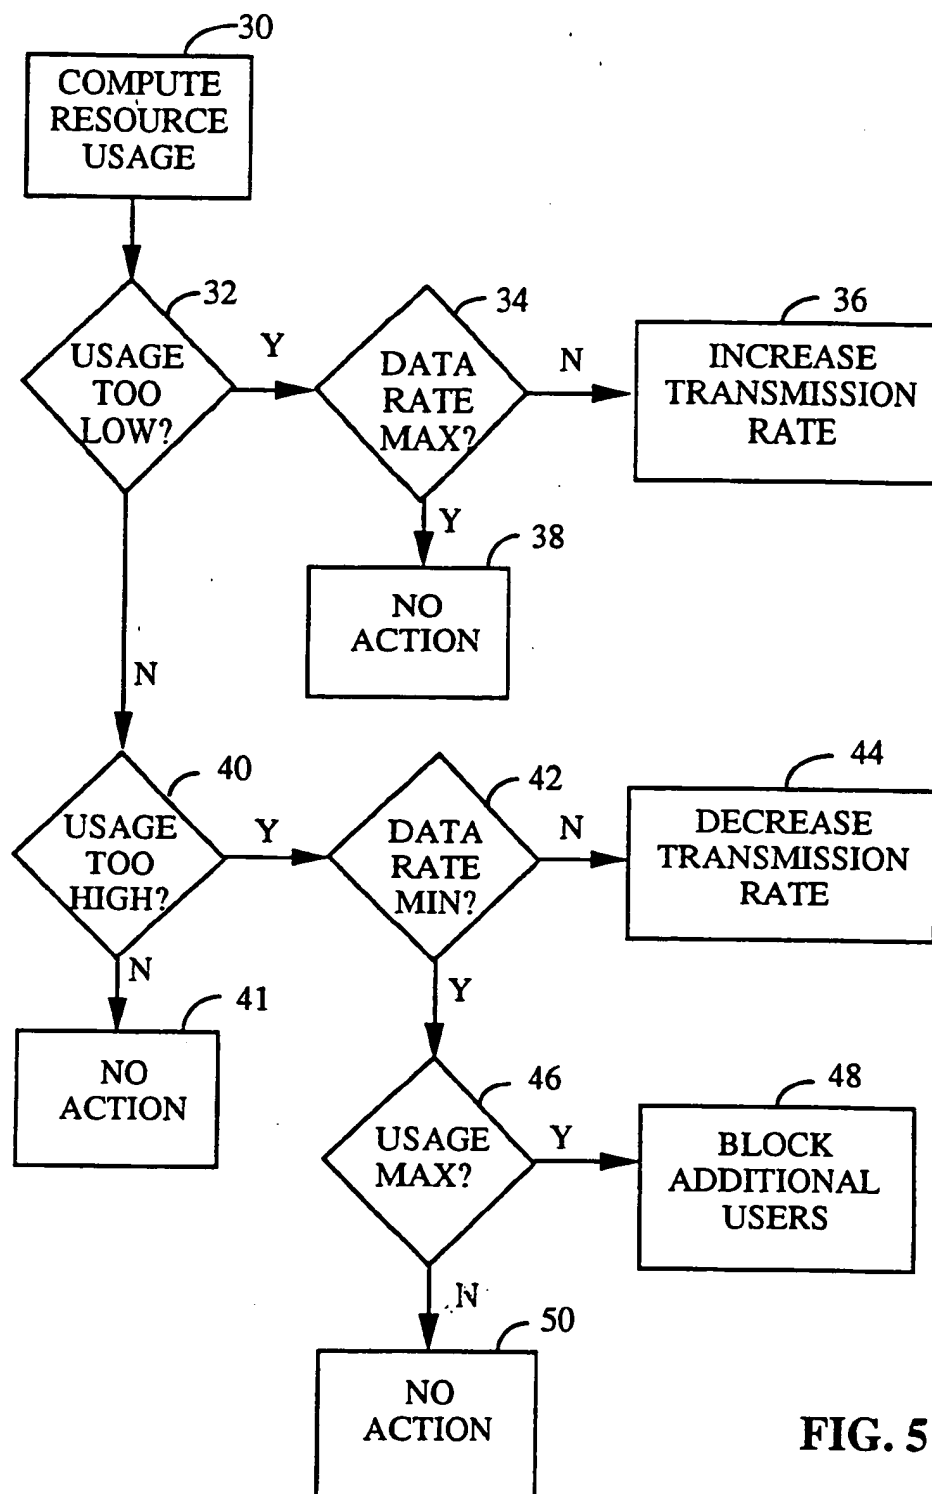 30
COMPUTE
RESOURCE
USAGE
32
USAGE
TOO
LOW?
Y
34
DATA
RATE
MAX?
N
36
INCREASE
TRANSMISSION
RATE
Y
38
NO
ACTION
N
40
USAGE
TOO
HIGH?
Y
42
DATA
RATE
MIN?
N
44
DECREASE
TRANSMISSION
RATE
N
41
NO
ACTION
Y
46
USAGE
MAX?
Y
48
BLOCK
ADDITIONAL
USERS
N
50
NO
ACTION
FIG. 5